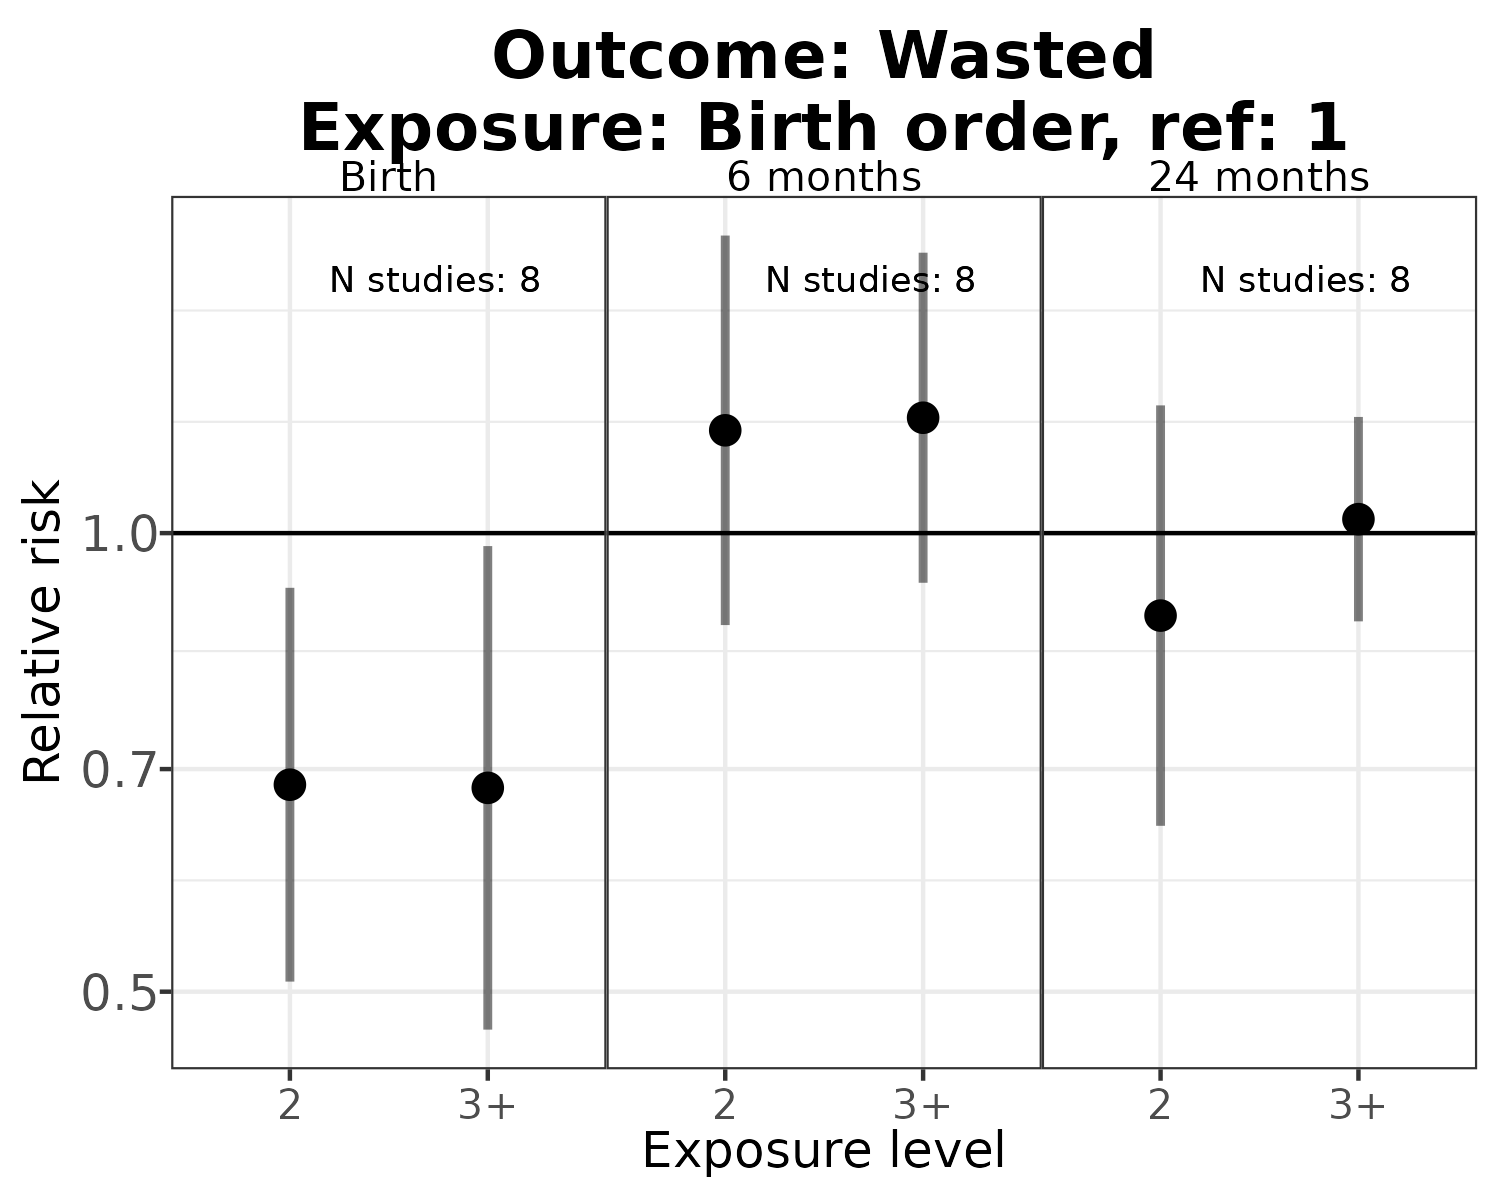 Outcome: Wasted
Exposure: Birth order, ref: 1
Birth
6 months
24 months
N studies: 8
N studies: 8
N studies: 8
Relative risk
1.0
0.7
0.5
2
3+
2
3+
2
3+
Exposure level